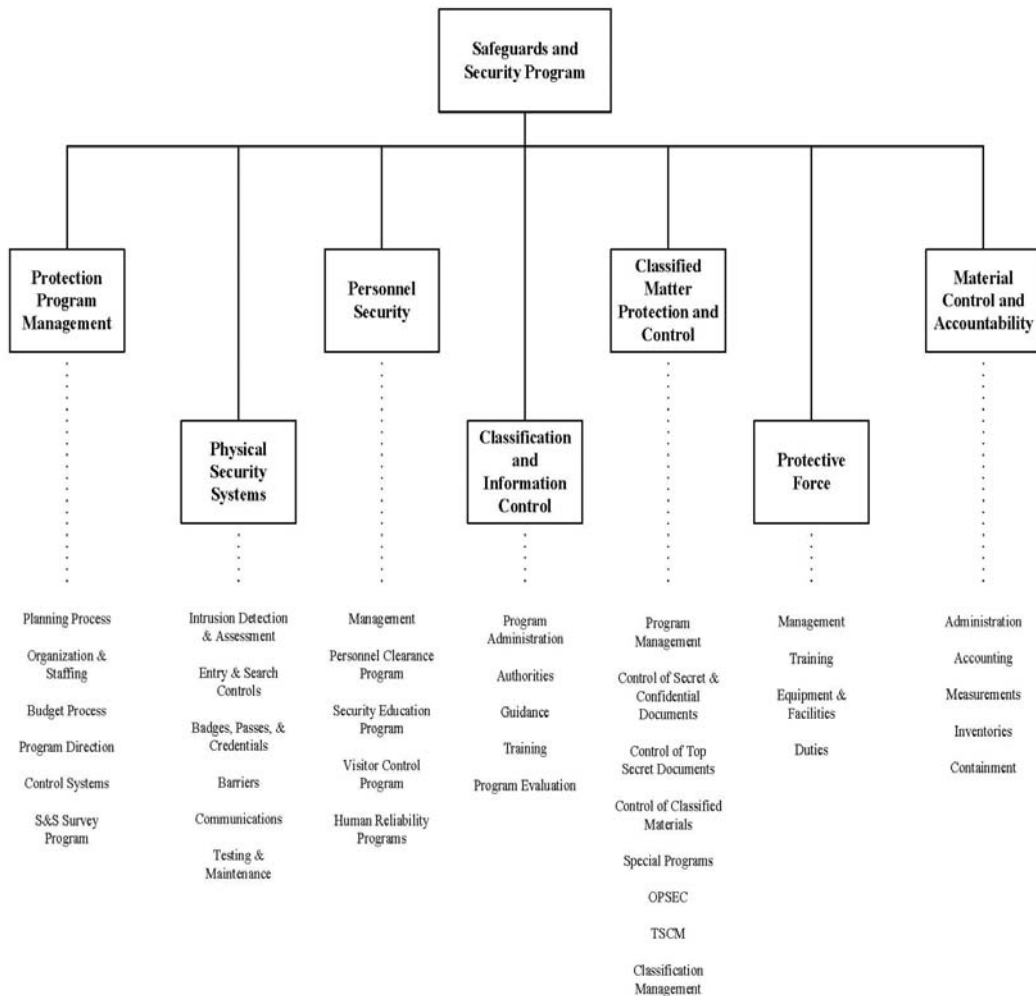 Safeguards and
Security Program
Protection
Program
Management
Personnel
Security
Classified
Matter
Protection and
Control
Material
Control and
Accountability
Physical
Security
Systems
Classification
and
Information
Control
Protective
Force
Planning Process
Organization &
Staffing
Budget Process
Program Direction
Control Systems
S&S Survey
Program
Intrusion Detection
& Assessment
Entry & Search
Controls
Badges, Passes, &
Credentials
Barriers
Communications
Testing &
Maintenance
Management
Personnel Clearance
Program
Security Education
Program
Visitor Control
Program
Human Reliability
Programs
Program
Administration
Authorities
Guidance
Training
Program Evaluation
Program
Management
Control of Secret &
Confidential
Documents
Control of Top
Secret Documents
Control of Classified
Materials
Special Programs
OPSEC
TSCM
Classification
Management
Management
Training
Equipment &
Facilities
Duties
Administration
Accounting
Measurements
Inventories
Containment